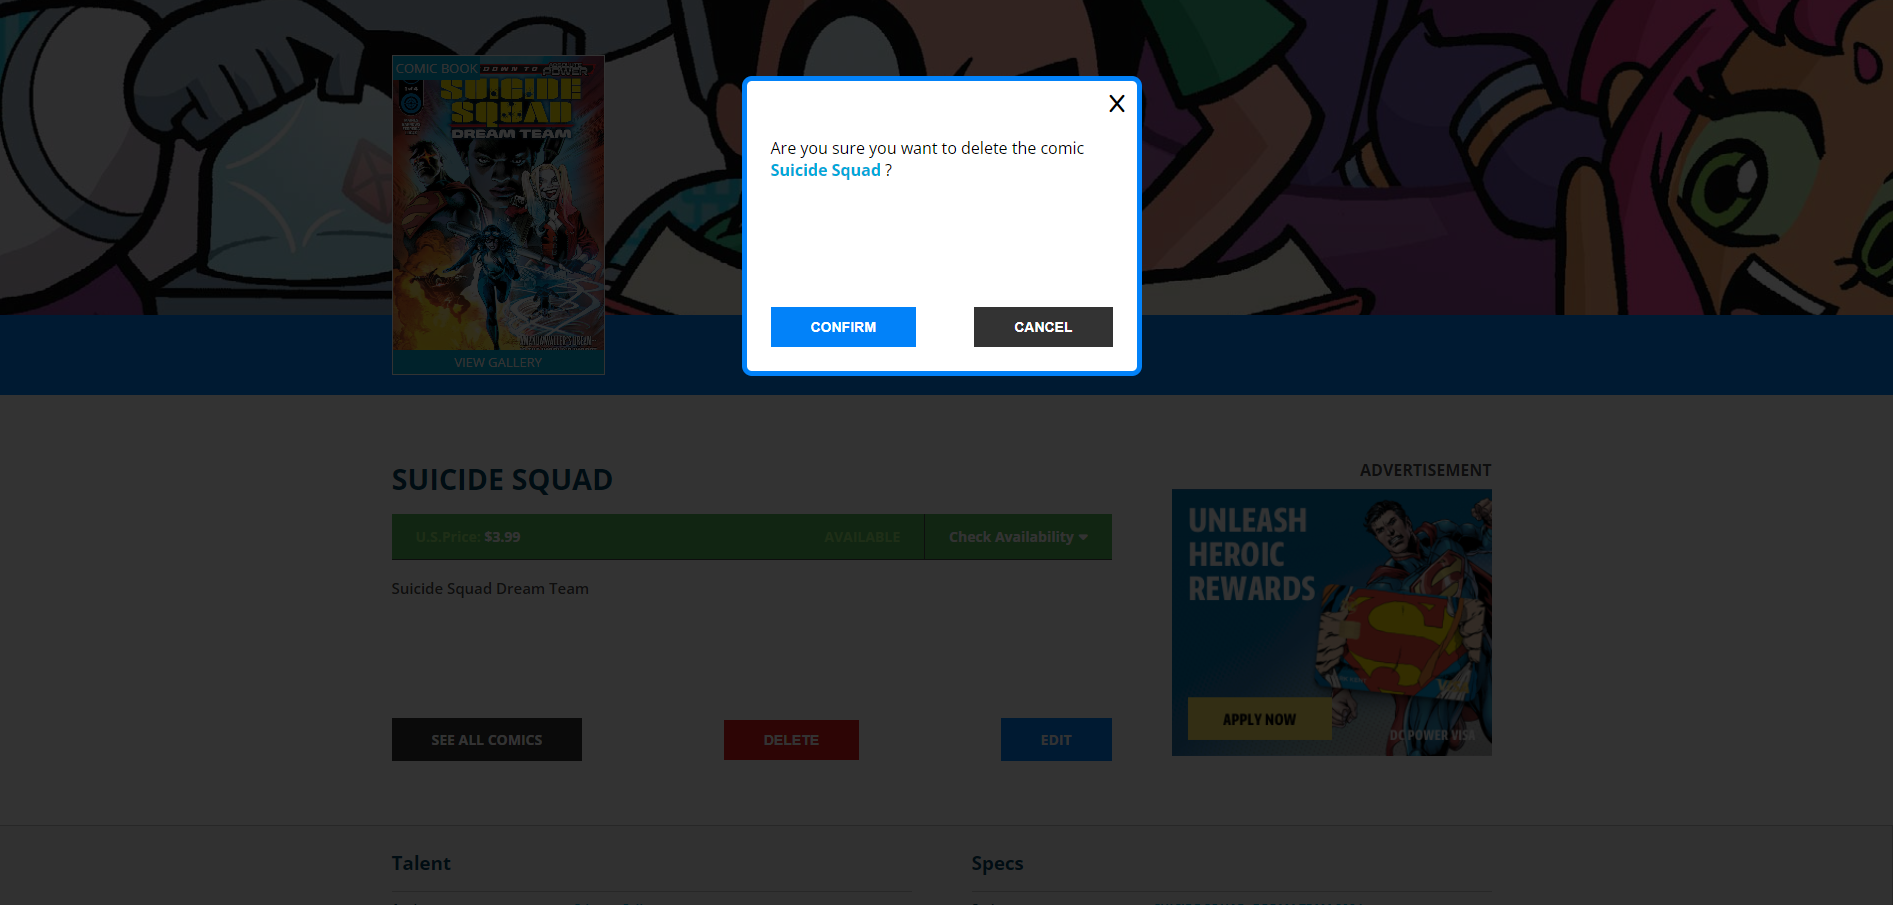 COMIC BOOK
DOWN TO
ABSOLUTE
POWER
SUICIDE
SQUAD
DREAM TEAM
VIEW GALLERY
X
Are you sure you want to delete the comic
Suicide Squad ?
CONFIRM
CANCEL
SUICIDE SQUAD
U.S.Price: $3.99
AVAILABLE
Check Availability
Suicide Squad Dream Team
SEE ALL COMICS
DELETE
EDIT
ADVERTISEMENT
UNLEASH
HEROIC
REWARDS
APPLY NOW
DC POWER VISA
Talent
Specs